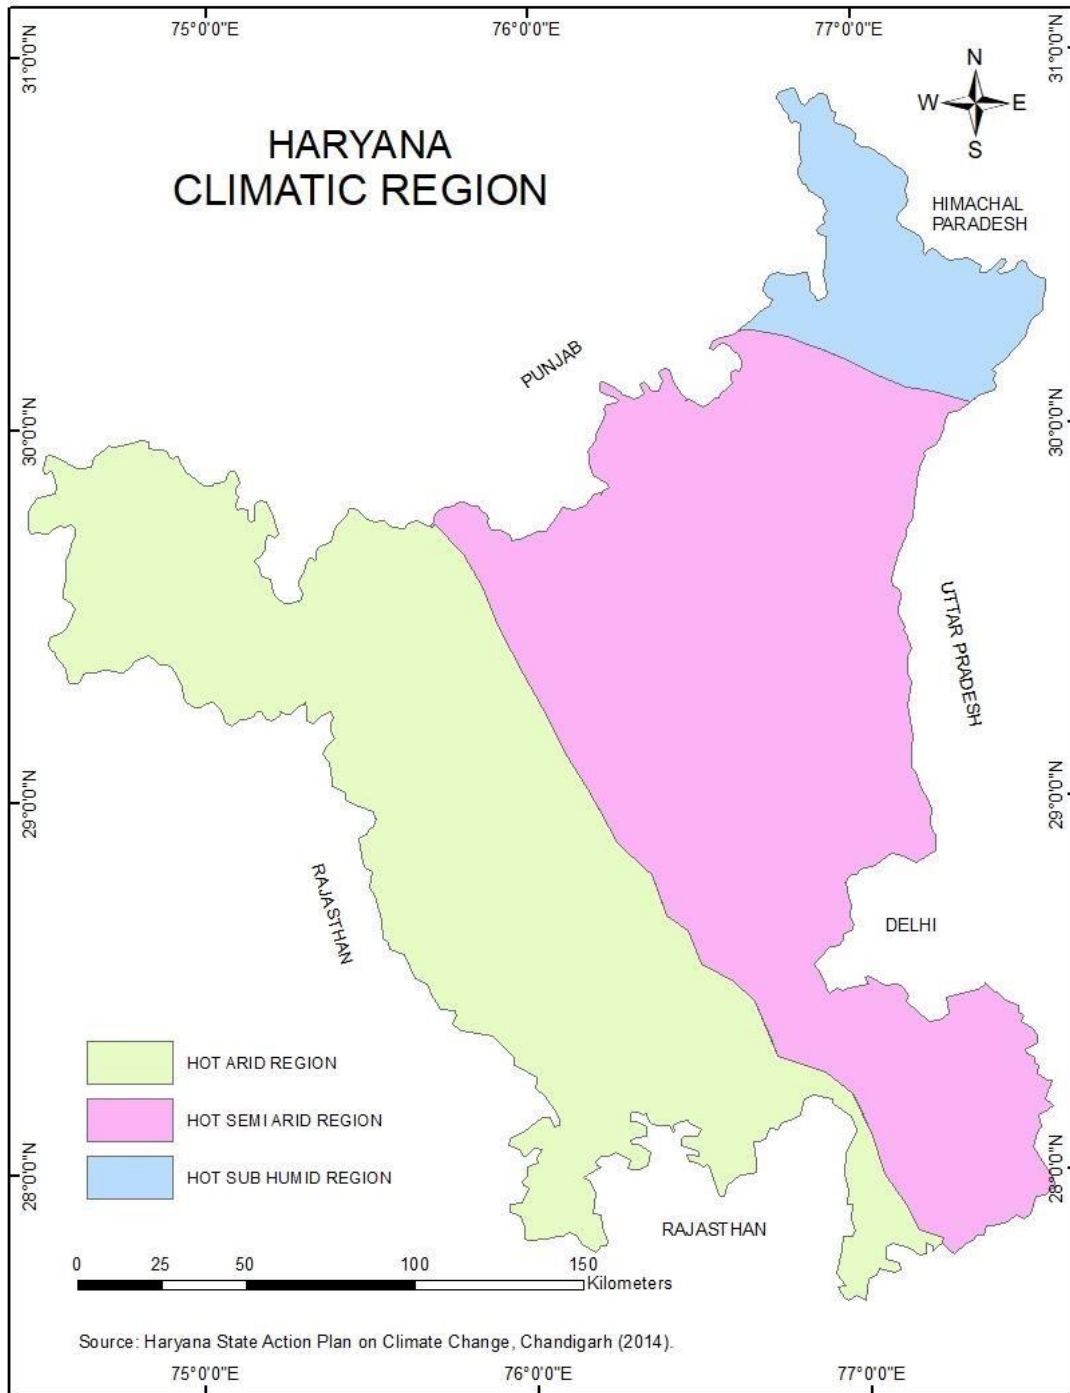 75°0'0"E
76°0'0"E
77°0'0"E
31°0'0"N
31°0'0"N
N
W
E
S
HARYANA
CLIMATIC REGION
HIMACHAL
PARADESH
PUNJAB
30°0'0"N
30°0'0"N
UTTAR PRADESH
29°0'0"N
29°0'0"N
RAJASTHAN
DELHI
HOT ARID REGION
HOT SEMI ARID REGION
HOT SUB HUMID REGION
28°0'0"N
28°0'0"N
RAJASTHAN
0 25 50 100 150
Kilometers
Source: Haryana State Action Plan on Climate Change, Chandigarh (2014).
75°0'0"E
76°0'0"E
77°0'0"E